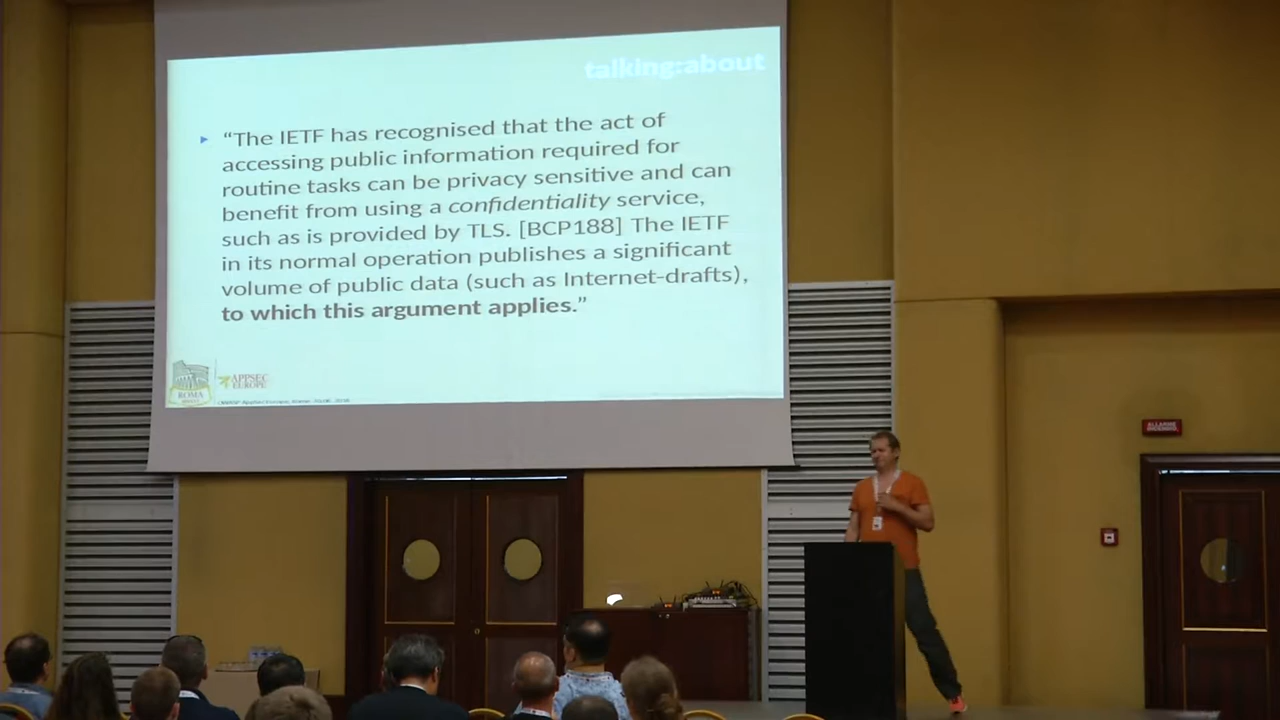 talking:about
“The IETF has recognised that the act of
accessing public information required for
routine tasks can be privacy sensitive and can
benefit from using a confidentiality service,
such as is provided by TLS. [BCP188] The IETF
in its normal operation publishes a significant
volume of public data (such as Internet-drafts),
to which this argument applies.”
APPSEC
EUROPE
ROMA
ALLARME
INCENDIO